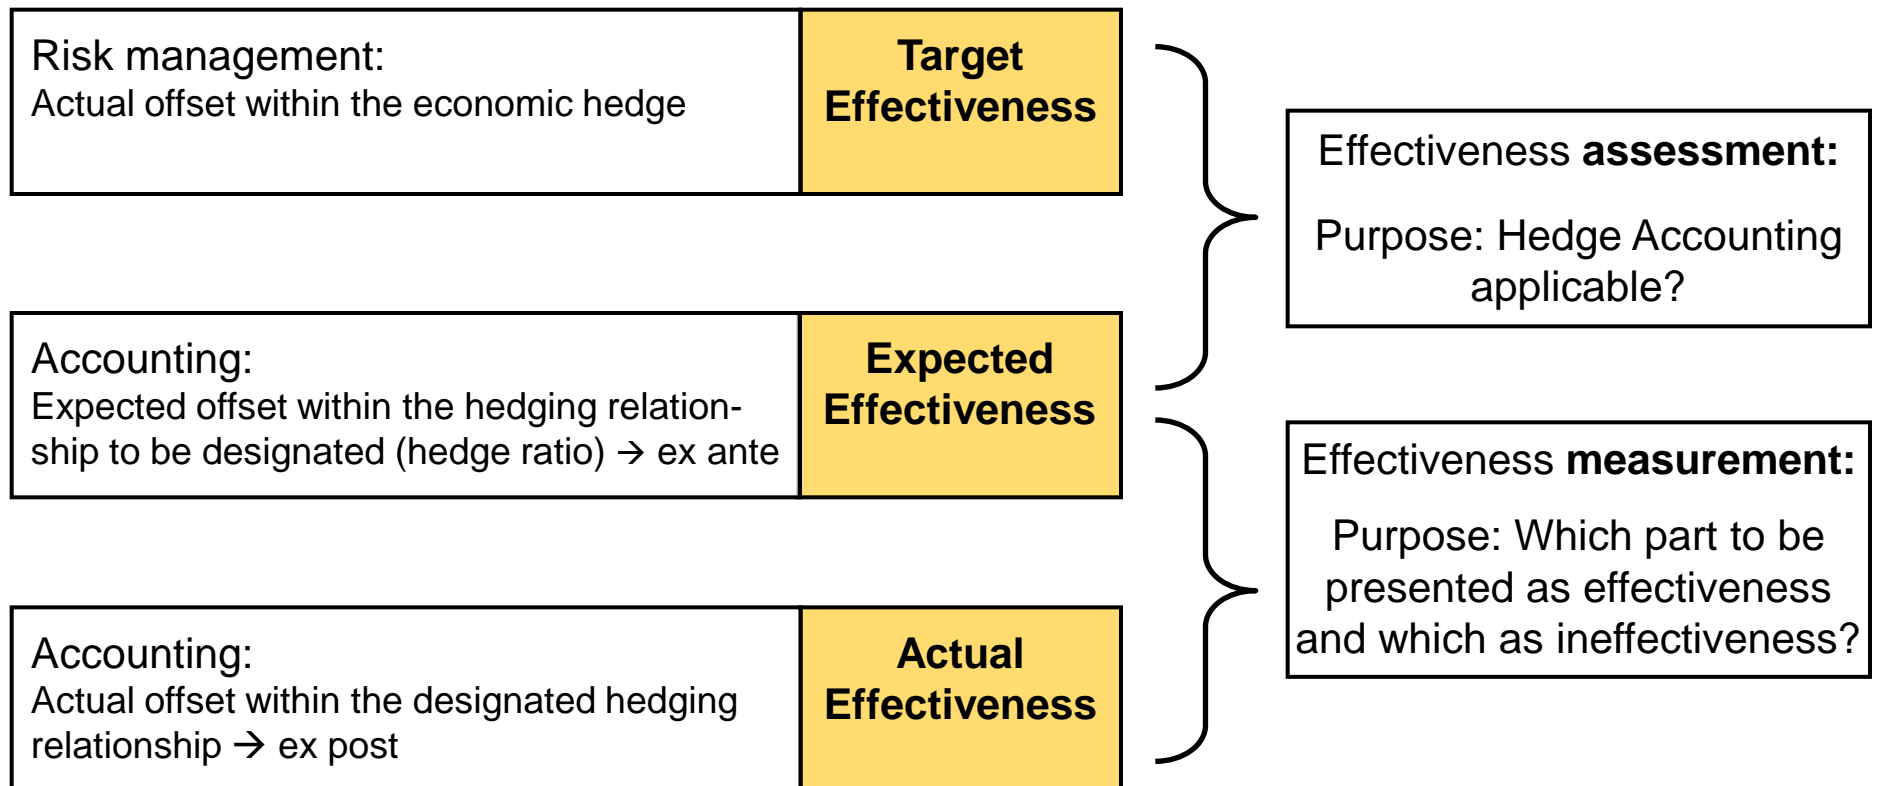 Risk management:
Actual offset within the economic hedge
Target
Effectiveness
Effectiveness assessment:
Purpose: Hedge Accounting
applicable?
Accounting:
Expected offset within the hedging relation-
ship to be designated (hedge ratio) → ex ante
Expected
Effectiveness
Effectiveness measurement:
Purpose: Which part to be
presented as effectiveness
and which as ineffectiveness?
Accounting:
Actual offset within the designated hedging
relationship → ex post
Actual
Effectiveness